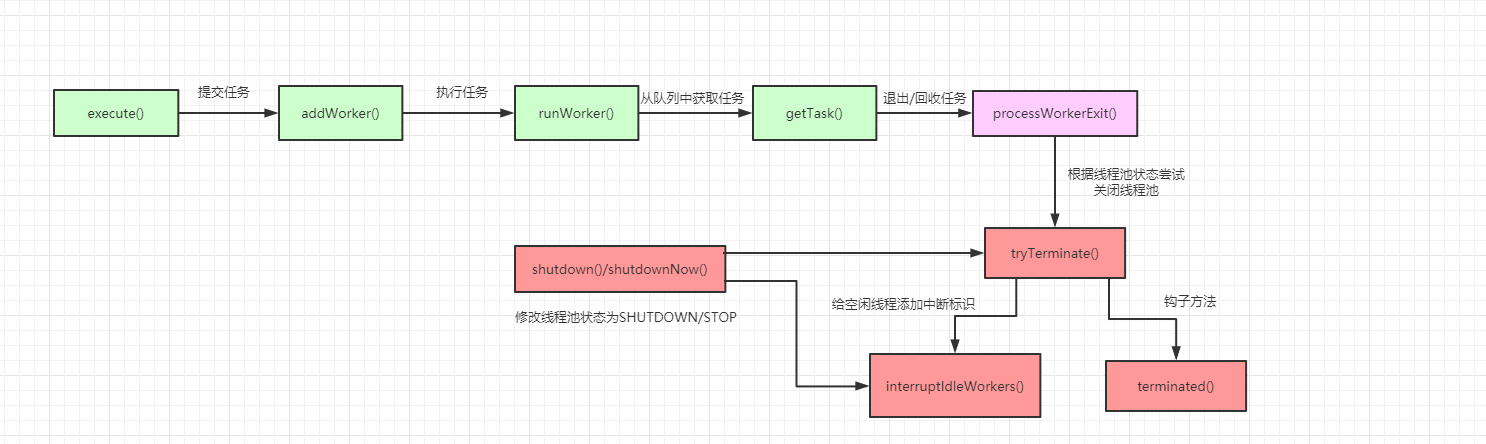 提交任务
执行任务
从队列中获取任务
退出/回收任务
execute()
addWorker()
runWorker()
getTask()
processWorkerExit()
根据线程池状态尝试
关闭线程池
tryTerminate()
shutdown()/shutdownNow()
修改线程池状态为SHUTDOWN/STOP
给空闲线程添加中断标识
钩子方法
interruptIdleWorkers()
terminated()